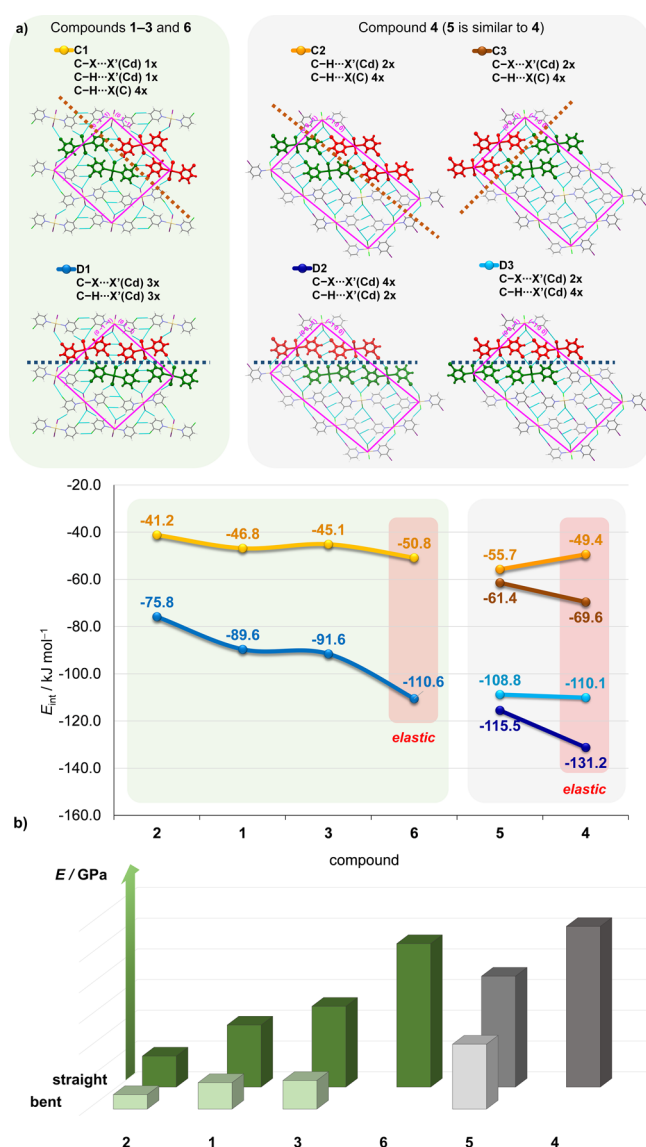 a)
Compounds 1–3 and 6
C1
C–X···X'(Cd) 1x
C–H···X'(Cd) 1x
C–H···X(C) 4x
D1
C–X···X'(Cd) 3x
C–H···X'(Cd) 3x
Compound 4 (5 is similar to 4)
C2
C–H···X'(Cd) 2x
C–H···X(C) 4x
C3
C–X···X'(Cd) 2x
C–H···X'(Cd) 4x
D2
C–X···X'(Cd) 4x
C–H···X'(Cd) 2x
D3
C–X···X'(Cd) 2x
C–H···X'(Cd) 4x
Eint / kJ mol⁻¹
-20.0
-40.0
-60.0
-80.0
-100.0
-120.0
-140.0
-160.0
-41.2
-46.8
-45.1
-50.8
-55.7
-49.4
-61.4
-69.6
-75.8
-89.6
-91.6
-110.6
-108.8
-110.1
-115.5
-131.2
elastic
elastic
2 1 3 6 5 4
compound
b)
E / GPa
straight
bent
2 1 3 6 5 4